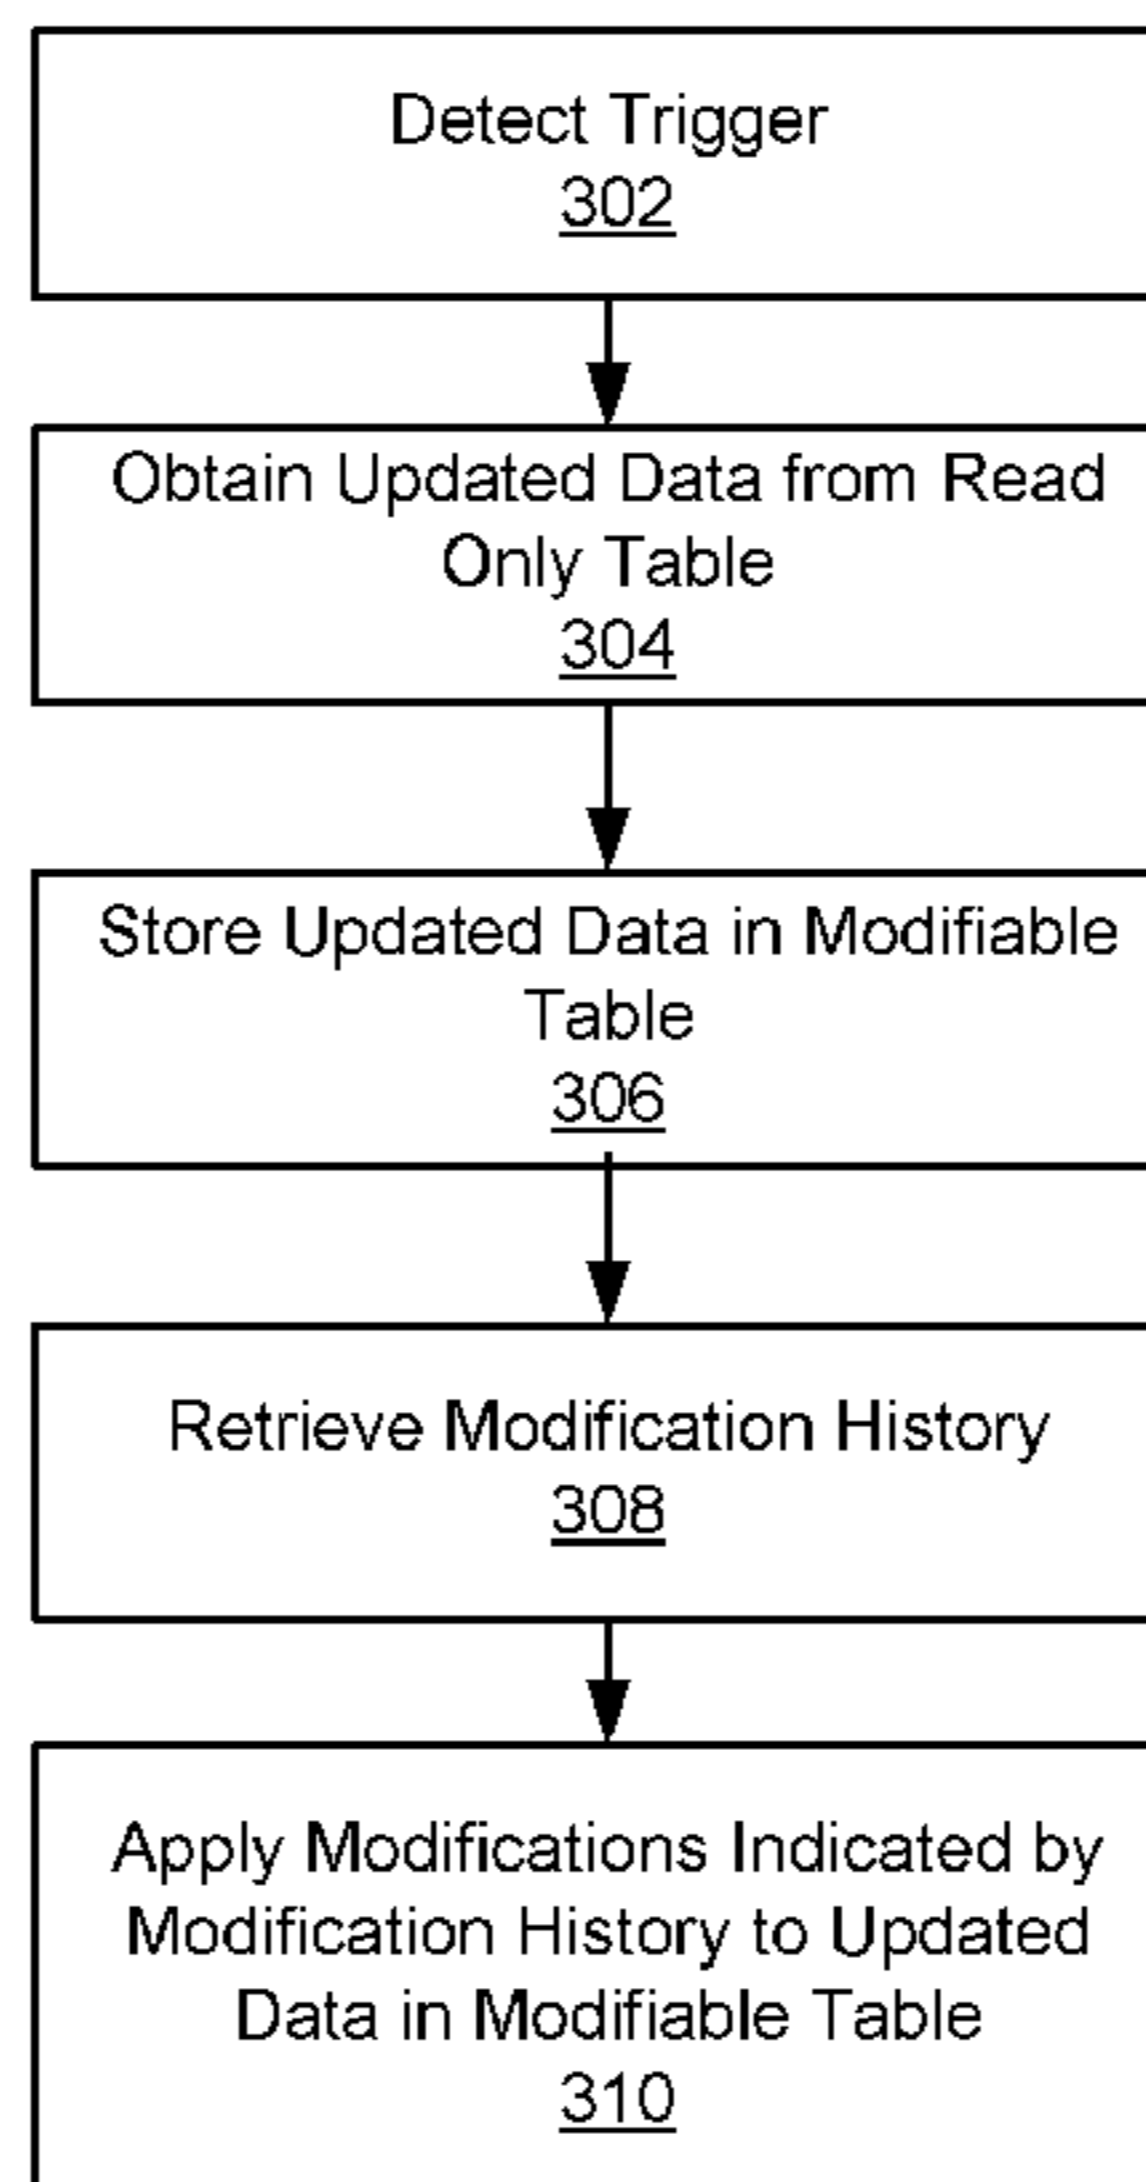 Detect Trigger
302
Obtain Updated Data from Read
Only Table
304
Store Updated Data in Modifiable
Table
306
Retrieve Modification History
308
Apply Modifications Indicated by
Modification History to Updated
Data in Modifiable Table
310